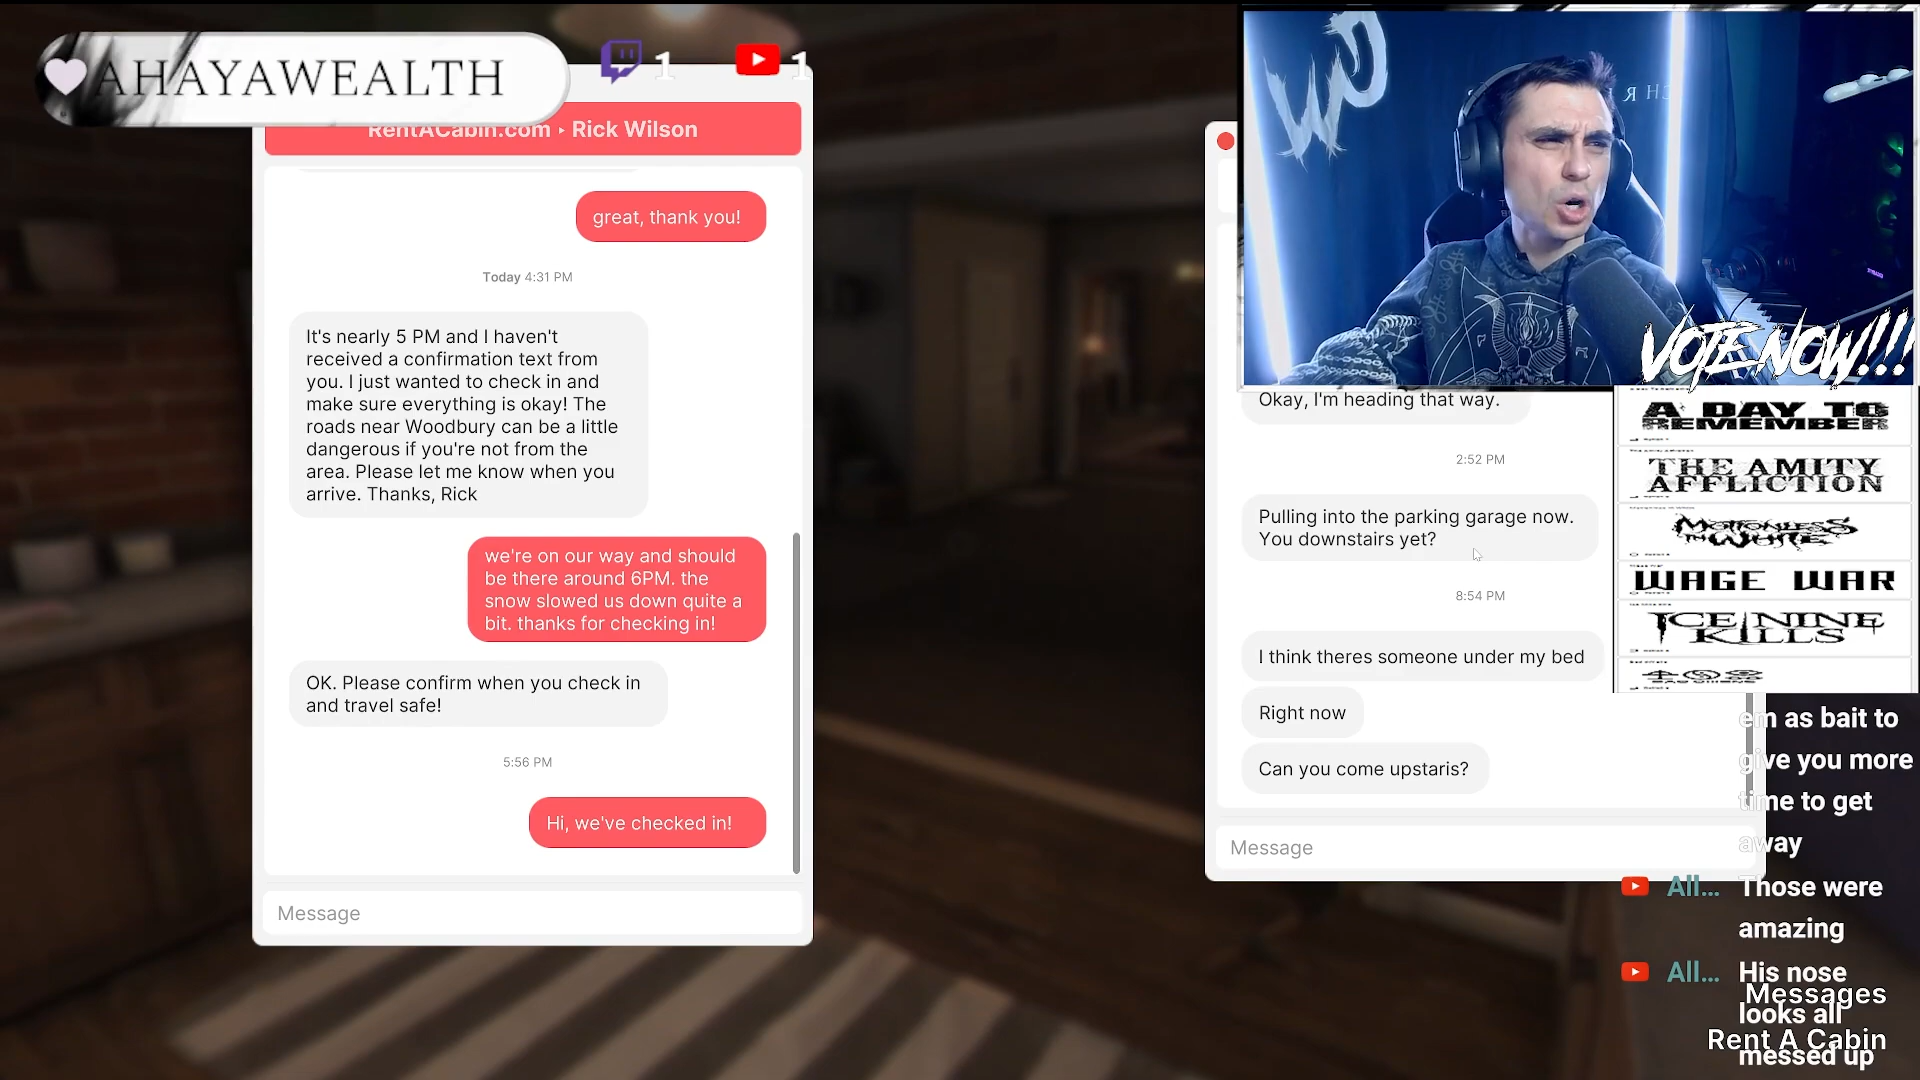 AHAYAWEALTH
1
1
RentACabin.com ▸ Rick Wilson
great, thank you!
Today 4:31 PM
It's nearly 5 PM and I haven't
received a confirmation text from
you. I just wanted to check in and
make sure everything is okay! The
roads near Woodbury can be a little
dangerous if you're not from the
area. Please let me know when you
arrive. Thanks, Rick
we're on our way and should
be there around 6PM. the
snow slowed us down quite a
bit. thanks for checking in!
OK. Please confirm when you check in
and travel safe!
5:56 PM
Hi, we've checked in!
Message
Okay, I'm heading that way.
2:52 PM
Pulling into the parking garage now.
You downstairs yet?
8:54 PM
I think theres someone under my bed
Right now
Can you come upstaris?
Message
VOTE NOW!!!
A DAY TO
REMEMBER
THE AMITY
AFFLICTION
MOTIONLESS
IN WHITE
WAGE WAR
ICE NINE
KILLS
em as bait to
give you more
time to get
away
All... Those were
amazing
All... His nose
looks all
messed up
Messages
Rent A Cabin